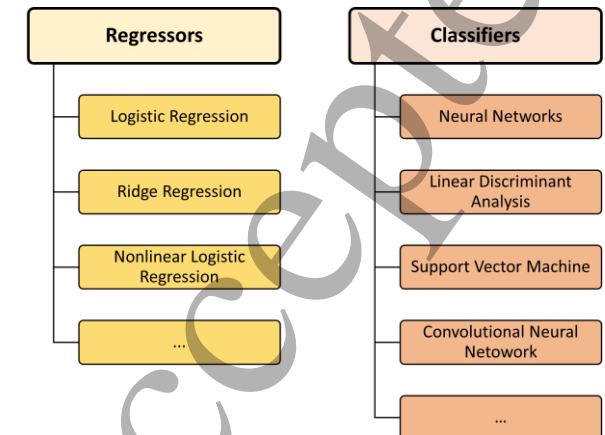 Regressors
Logistic Regression
Ridge Regression
Nonlinear Logistic
Regression
...
Classifiers
Neural Networks
Linear Discriminant
Analysis
Support Vector Machine
Convolutional Neural
Netowork
...
ccepte